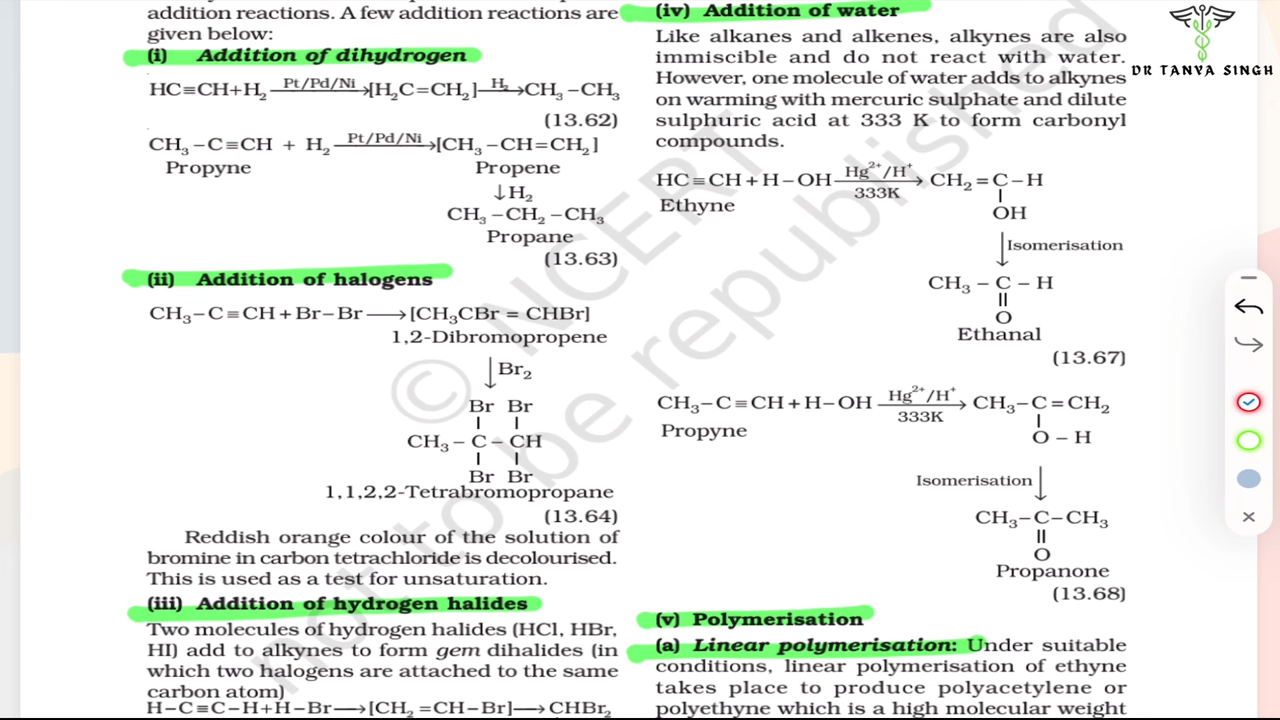 addition reactions. A few addition reactions are
given below:
(i) Addition of dihydrogen
HC≡CH+H₂ —Pt/Pd/Ni→[H₂C=CH₂]—H₂→CH₃–CH₃
(13.62)
CH₃–C≡CH + H₂ —Pt/Pd/Ni→[CH₃–CH=CH₂]
Propyne Propene
↓H₂
CH₃–CH₂–CH₃
Propane
(13.63)
(ii) Addition of halogens
CH₃–C≡CH+Br–Br⟶[CH₃CBr = CHBr]
1,2-Dibromopropene
↓Br₂
Br Br
CH₃–C–CH
Br Br
1,1,2,2-Tetrabromopropane
(13.64)
Reddish orange colour of the solution of
bromine in carbon tetrachloride is decolourised.
This is used as a test for unsaturation.
(iii) Addition of hydrogen halides
Two molecules of hydrogen halides (HCl, HBr,
HI) add to alkynes to form gem dihalides (in
which two halogens are attached to the same
carbon atom)
H–C≡C–H+H–Br⟶[CH₂=CH–Br]⟶CHBr₂
(iv) Addition of water
Like alkanes and alkenes, alkynes are also
immiscible and do not react with water.
However, one molecule of water adds to alkynes
on warming with mercuric sulphate and dilute
sulphuric acid at 333 K to form carbonyl
compounds.
HC≡CH+H–OH —Hg²⁺/H⁺ 333K→ CH₂=C–H
Ethyne
OH
↓Isomerisation
CH₃–C–H
O
Ethanal
(13.67)
CH₃–C≡CH+H–OH —Hg²⁺/H⁺ 333K→ CH₃–C=CH₂
Propyne
O–H
Isomerisation↓
CH₃–C–CH₃
O
Propanone
(13.68)
(v) Polymerisation
(a) Linear polymerisation: Under suitable
conditions, linear polymerisation of ethyne
takes place to produce polyacetylene or
polyethyne which is a high molecular weight
DR TANYA SINGH
© NCERT
not to be republished